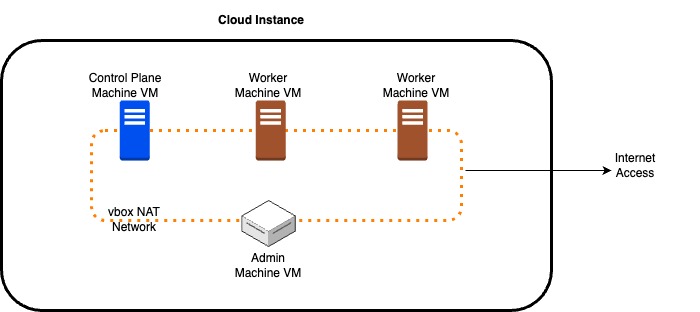 Cloud Instance
Control Plane
Machine VM
Worker
Machine VM
Worker
Machine VM
Internet
Access
vbox NAT
Network
Admin
Machine VM